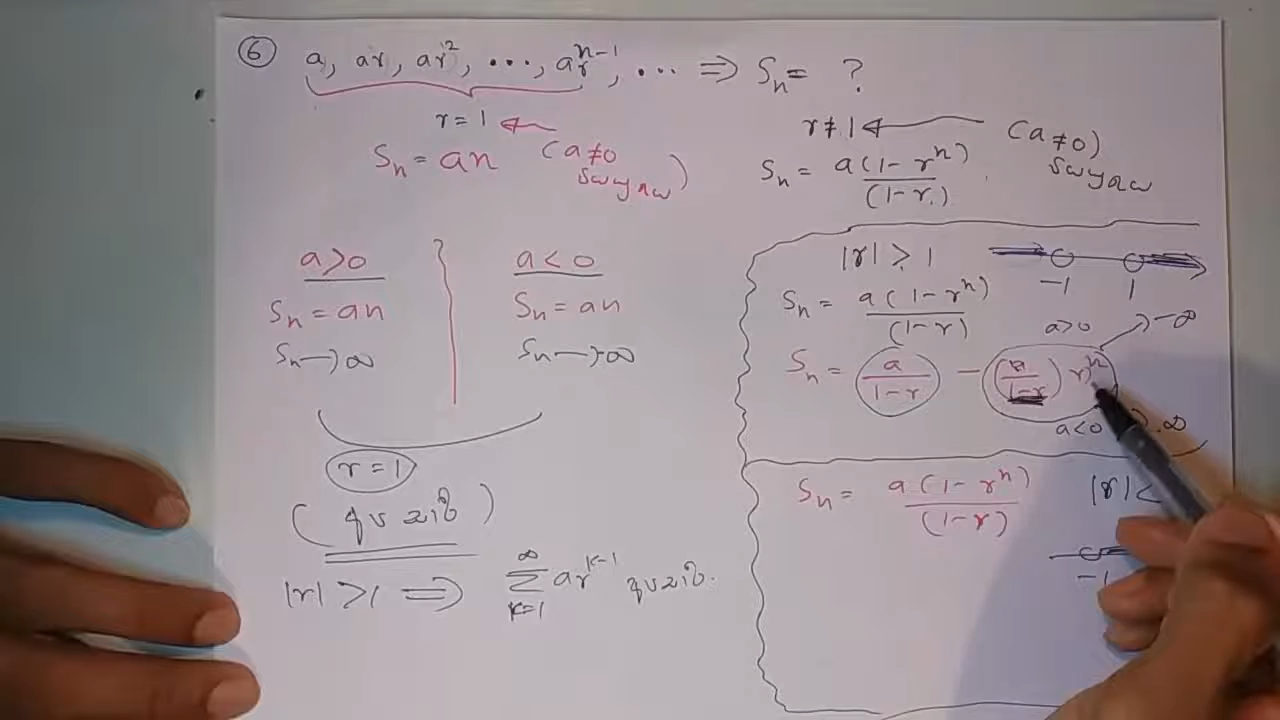 ⑥ a, ar, ar², ..., ar^{n-1}, ... ⇒ Sₙ = ?
r = 1
Sₙ = an (a≠0
)
r ≠ 1 (a≠0)
Sₙ = a(1-rⁿ)/(1-r)
a>0
Sₙ = an
Sₙ → ∞
a<0
Sₙ = an
Sₙ → -∞
r = 1
|r| > 1 ⇒ ∑_{k=1}^{∞} ar^{k-1}
|r| > 1
-1 1
Sₙ = a(1-rⁿ)/(1-r)
a>0 → -∞
Sₙ = a/(1-r) - (a/(1-r)) rⁿ
a<0 ∞
Sₙ = a(1-rⁿ)/(1-r) |r|<
-1